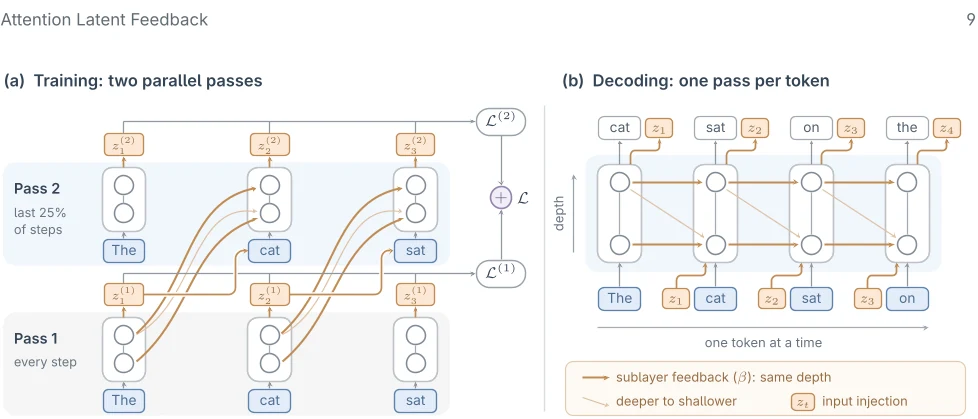 Attention Latent Feedback 9
(a) Training: two parallel passes
(b) Decoding: one pass per token
z_1^{(2)} z_2^{(2)} z_3^{(2)} \mathcal{L}^{(2)}
Pass 2
last 25%
of steps
The cat sat
+ \mathcal{L}
z_1^{(1)} z_2^{(1)} z_3^{(1)} \mathcal{L}^{(1)}
Pass 1
every step
The cat sat
cat z_1 sat z_2 on z_3 the z_4
depth
The z_1 cat z_2 sat z_3 on
one token at a time
sublayer feedback (β): same depth
deeper to shallower z_t input injection